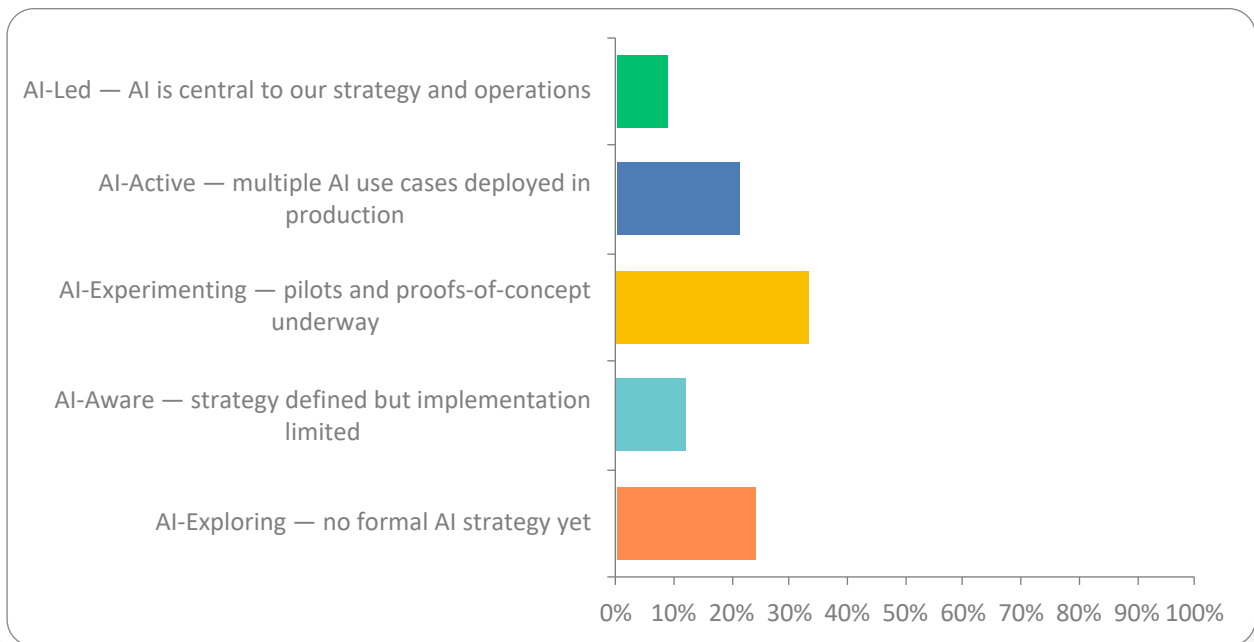 AI-Led — AI is central to our strategy and operations
AI-Active — multiple AI use cases deployed in
production
AI-Experimenting — pilots and proofs-of-concept
underway
AI-Aware — strategy defined but implementation
limited
AI-Exploring — no formal AI strategy yet
0% 10% 20% 30% 40% 50% 60% 70% 80% 90% 100%